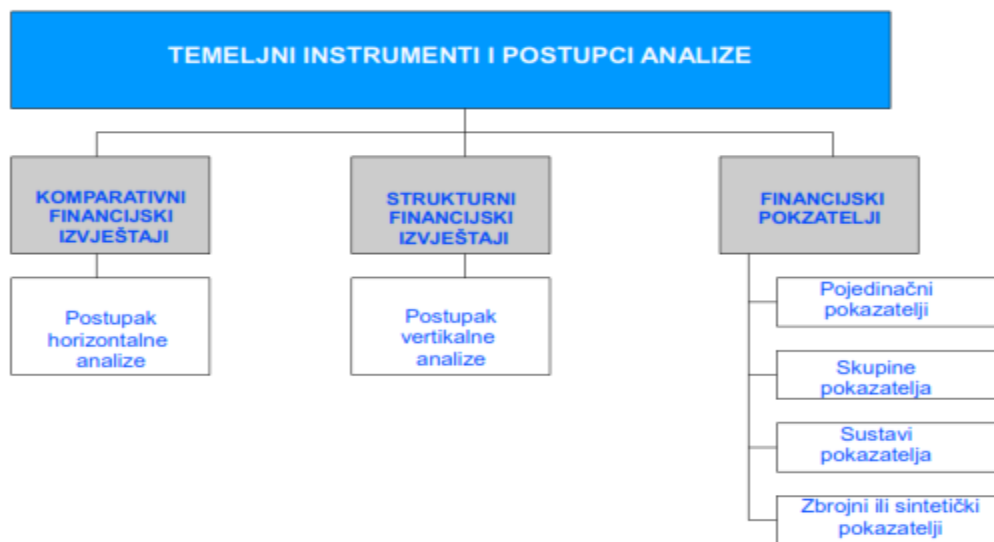 TEMELJNI INSTRUMENTI I POSTUPCI ANALIZE
KOMPARATIVNI
FINANCIJSKI
IZVJEŠTAJI
STRUKTURNI
FINANCIJSKI
IZVJEŠTAJI
FINANCIJSKI
POKZATELJI
Postupak
horizontalne
analize
Postupak
vertikalne
analize
Pojedinačni
pokazatelji
Skupine
pokazatelja
Sustavi
pokazatelja
Zbrojni ili sintetički
pokazatelji